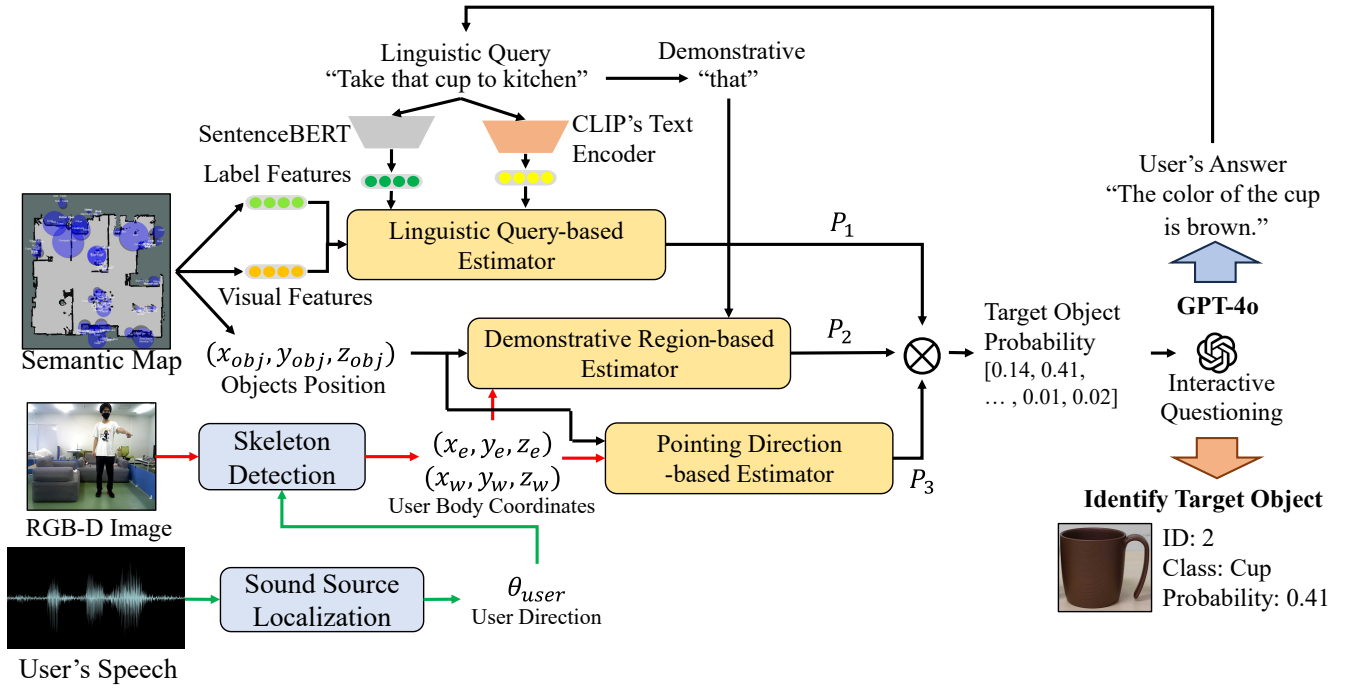 Linguistic Query
“Take that cup to kitchen”
Demonstrative
“that”
SentenceBERT
CLIP’s Text
Encoder
Label Features
Linguistic Query-based
Estimator
Visual Features
Semantic Map
(x_obj, y_obj, z_obj)
Objects Position
Demonstrative Region-based
Estimator
P_1
P_2
P_3
Target Object
Probability
[0.14, 0.41,
… , 0.01, 0.02]
User’s Answer
“The color of the cup
is brown.”
GPT-4o
Interactive
Questioning
Identify Target Object
ID: 2
Class: Cup
Probability: 0.41
Skeleton
Detection
(x_e, y_e, z_e)
(x_w, y_w, z_w)
User Body Coordinates
Pointing Direction
-based Estimator
RGB-D Image
Sound Source
Localization
θ_user
User Direction
User’s Speech